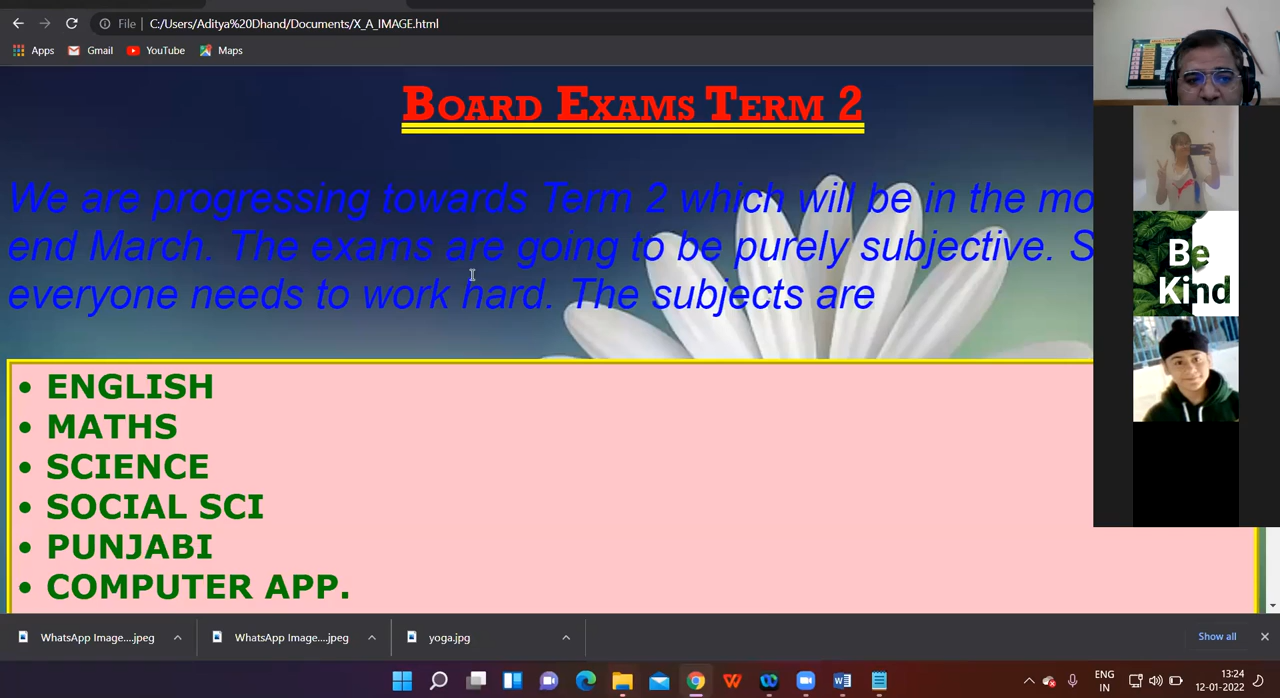 File C:/Users/Aditya%20Dhand/Documents/X_A_IMAGE.html
Apps Gmail YouTube Maps
BOARD EXAMS TERM 2
We are progressing towards Term 2 which will be in the mo
end March. The exams are going to be purely subjective. S
everyone needs to work hard. The subjects are
• ENGLISH
• MATHS
• SCIENCE
• SOCIAL SCI
• PUNJABI
• COMPUTER APP.
Be
Kind
WhatsApp Image....jpeg WhatsApp Image....jpeg yoga.jpg Show all
ENG
IN
13:24
12-01-2022